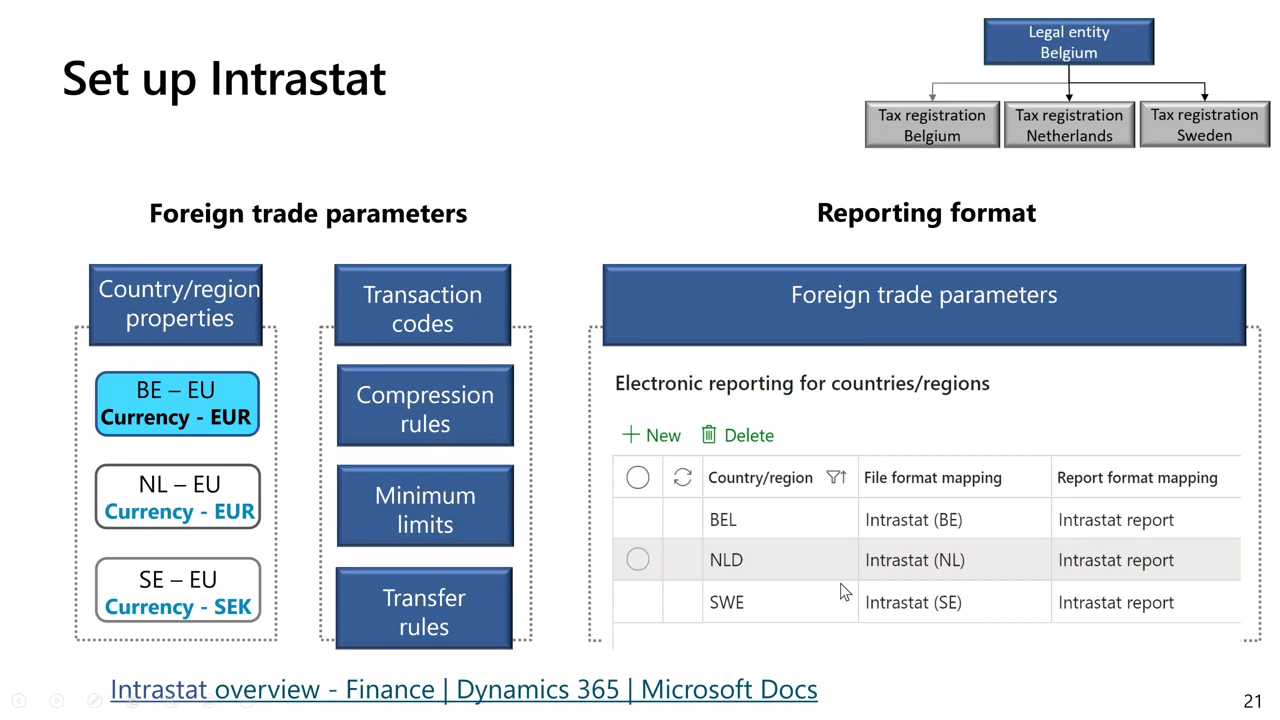 Set up Intrastat
Legal entity
Belgium
Tax registration
Belgium
Tax registration
Netherlands
Tax registration
Sweden
Foreign trade parameters
Country/region
properties
BE – EU
Currency - EUR
NL – EU
Currency - EUR
SE – EU
Currency - SEK
Transaction
codes
Compression
rules
Minimum
limits
Transfer
rules
Reporting format
Foreign trade parameters
Electronic reporting for countries/regions
New Delete
Country/region File format mapping Report format mapping
BEL Intrastat (BE) Intrastat report
NLD Intrastat (NL) Intrastat report
SWE Intrastat (SE) Intrastat report
Intrastat overview - Finance | Dynamics 365 | Microsoft Docs
21